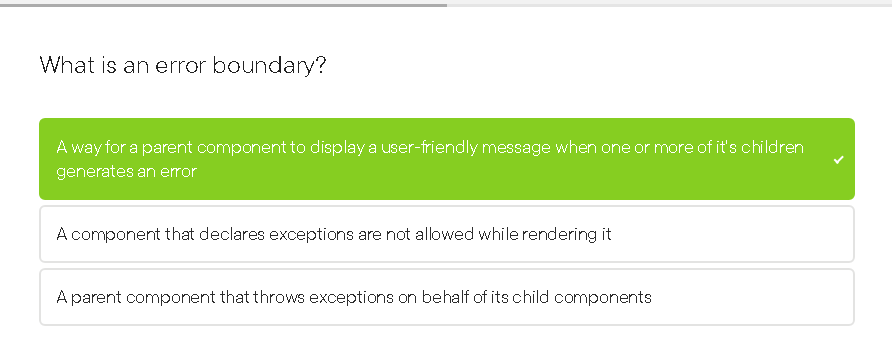 What is an error boundary?
A way for a parent component to display a user-friendly message when one or more of it's children
generates an error
A component that declares exceptions are not allowed while rendering it
A parent component that throws exceptions on behalf of its child components